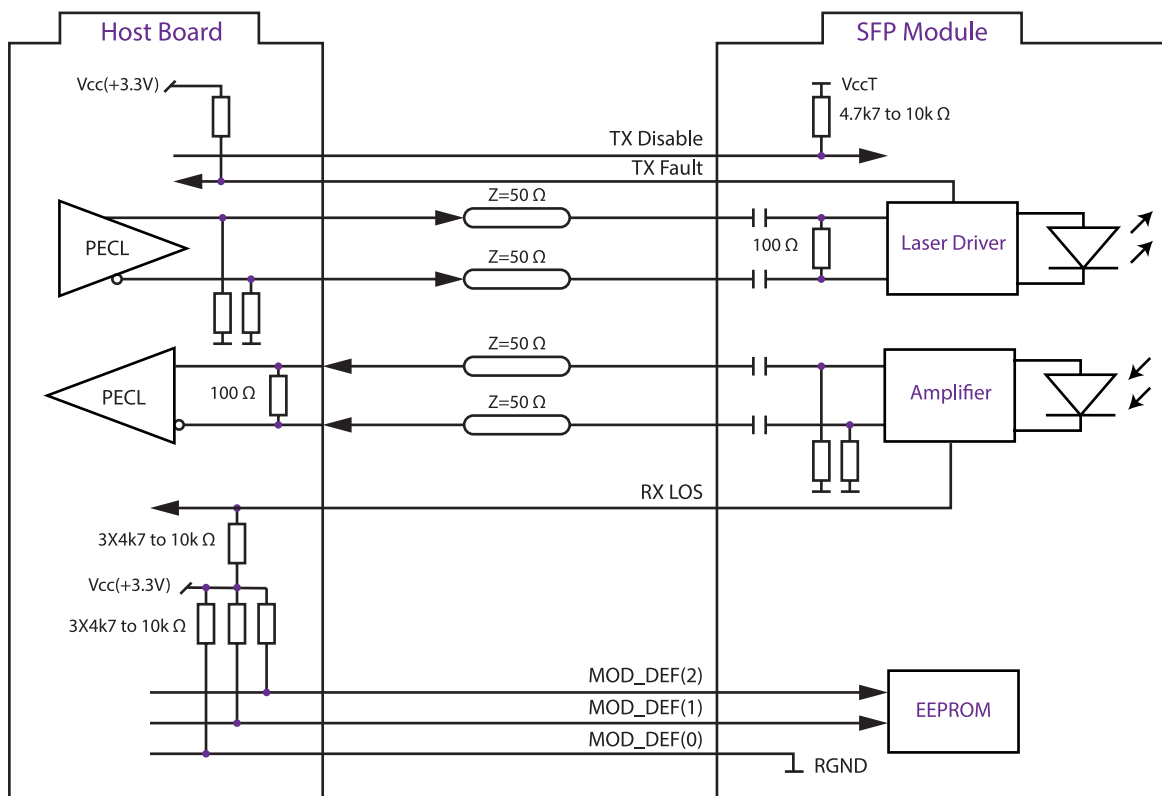 Host Board
SFP Module
Vcc(+3.3V)
VccT
4.7k7 to 10k Ω
TX Disable
TX Fault
Z=50 Ω
PECL
100 Ω
Laser Driver
Z=50 Ω
Z=50 Ω
PECL
100 Ω
Amplifier
Z=50 Ω
RX LOS
3X4k7 to 10k Ω
Vcc(+3.3V)
3X4k7 to 10k Ω
MOD_DEF(2)
MOD_DEF(1)
EEPROM
MOD_DEF(0)
RGND